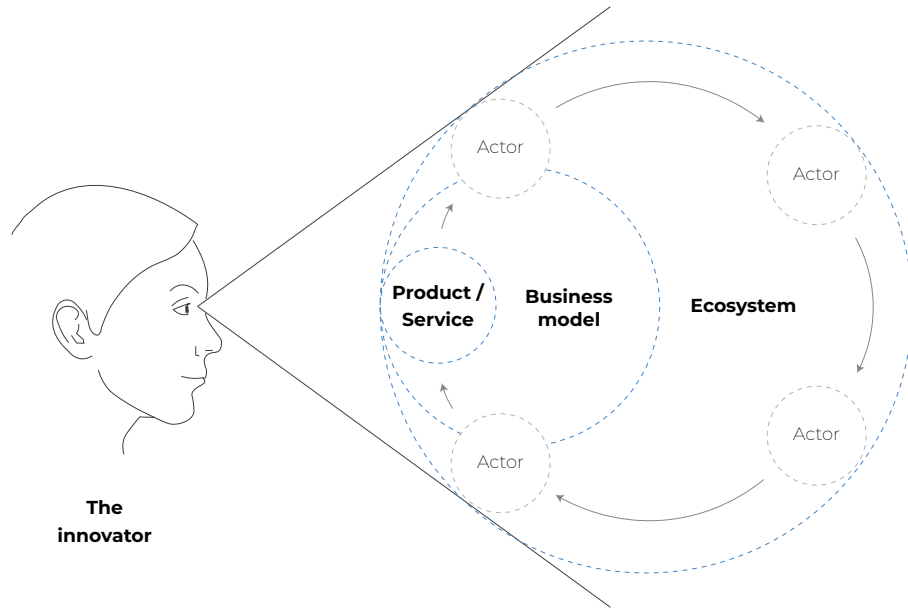 Actor
Actor
Product /
Service
Business
model
Ecosystem
Actor
Actor
The
innovator